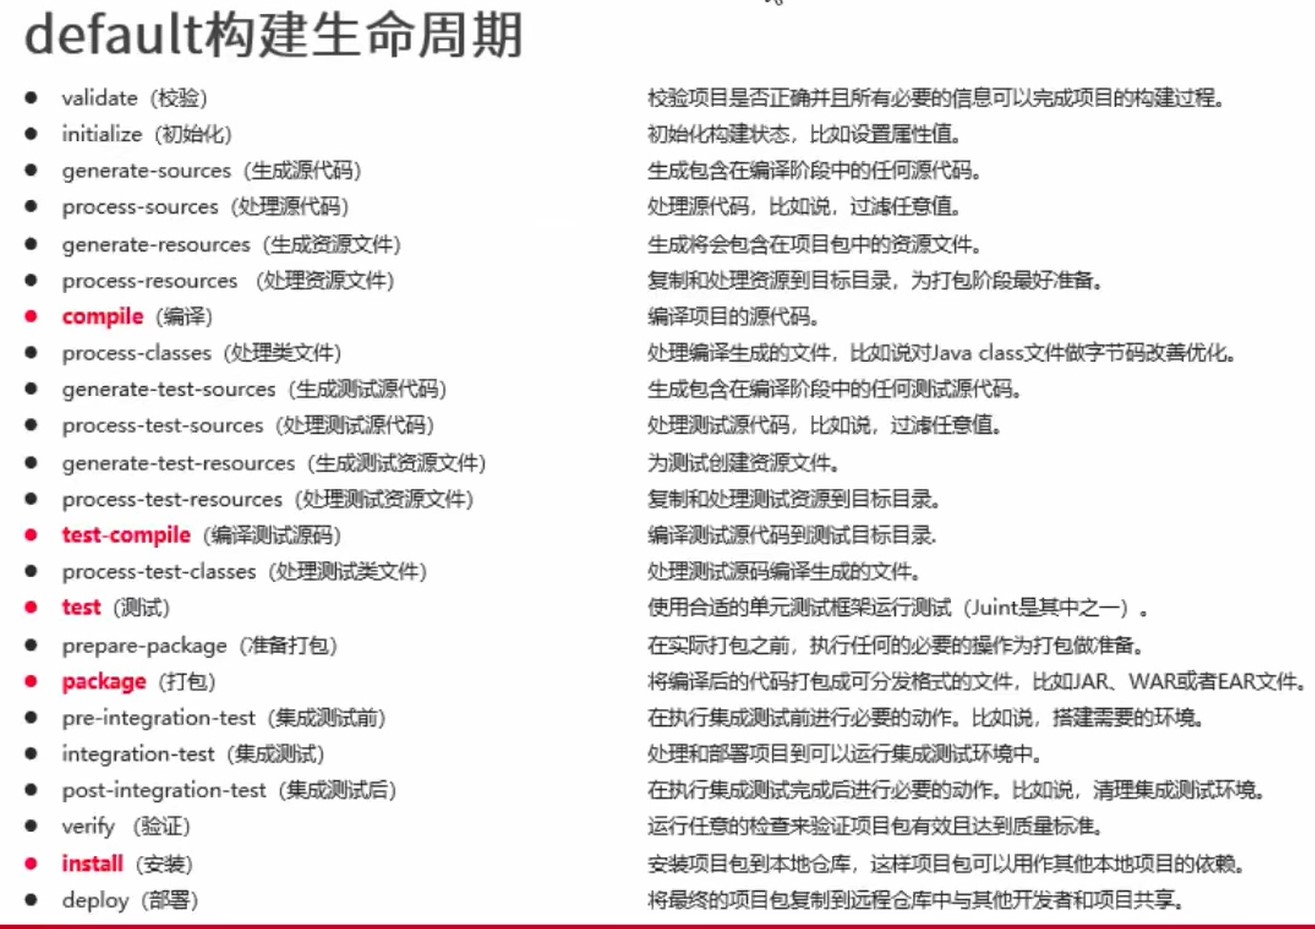 default构建生命周期
● validate（校验） 校验项目是否正确并且所有必要的信息可以完成项目的构建过程。
● initialize（初始化） 初始化构建状态，比如设置属性值。
● generate-sources（生成源代码） 生成包含在编译阶段中的任何源代码。
● process-sources（处理源代码） 处理源代码，比如说，过滤任意值。
● generate-resources（生成资源文件） 生成将会包含在项目包中的资源文件。
● process-resources （处理资源文件） 复制和处理资源到目标目录，为打包阶段最好准备。
● compile（编译） 编译项目的源代码。
● process-classes（处理类文件） 处理编译生成的文件，比如说对Java class文件做字节码改善优化。
● generate-test-sources（生成测试源代码） 生成包含在编译阶段中的任何测试源代码。
● process-test-sources（处理测试源代码） 处理测试源代码，比如说，过滤任意值。
● generate-test-resources（生成测试资源文件） 为测试创建资源文件。
● process-test-resources（处理测试资源文件） 复制和处理测试资源到目标目录。
● test-compile（编译测试源码） 编译测试源代码到测试目标目录.
● process-test-classes（处理测试类文件） 处理测试源码编译生成的文件。
● test（测试） 使用合适的单元测试框架运行测试（Juint是其中之一）。
● prepare-package（准备打包） 在实际打包之前，执行任何的必要的操作为打包做准备。
● package（打包） 将编译后的代码打包成可分发格式的文件，比如JAR、WAR或者EAR文件。
● pre-integration-test（集成测试前） 在执行集成测试前进行必要的动作。比如说，搭建需要的环境。
● integration-test（集成测试） 处理和部署项目到可以运行集成测试环境中。
● post-integration-test（集成测试后） 在执行集成测试完成后进行必要的动作。比如说，清理集成测试环境。
● verify （验证） 运行任意的检查来验证项目包有效且达到质量标准。
● install（安装） 安装项目包到本地仓库，这样项目包可以用作其他本地项目的依赖。
● deploy（部署） 将最终的项目包复制到远程仓库中与其他开发者和项目共享。